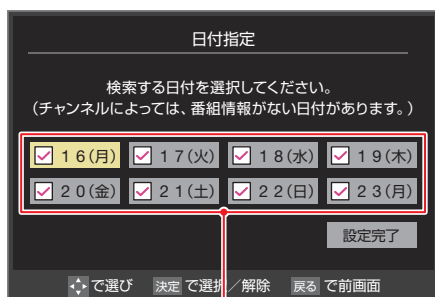 日付指定
検索する日付を選択してください。
（チャンネルによっては、番組情報がない日付があります。）
16(月) 17(火) 18(水) 19(木)
20(金) 21(土) 22(日) 23(月)
設定完了
で選び 決定 で選択／解除 戻る で前画面